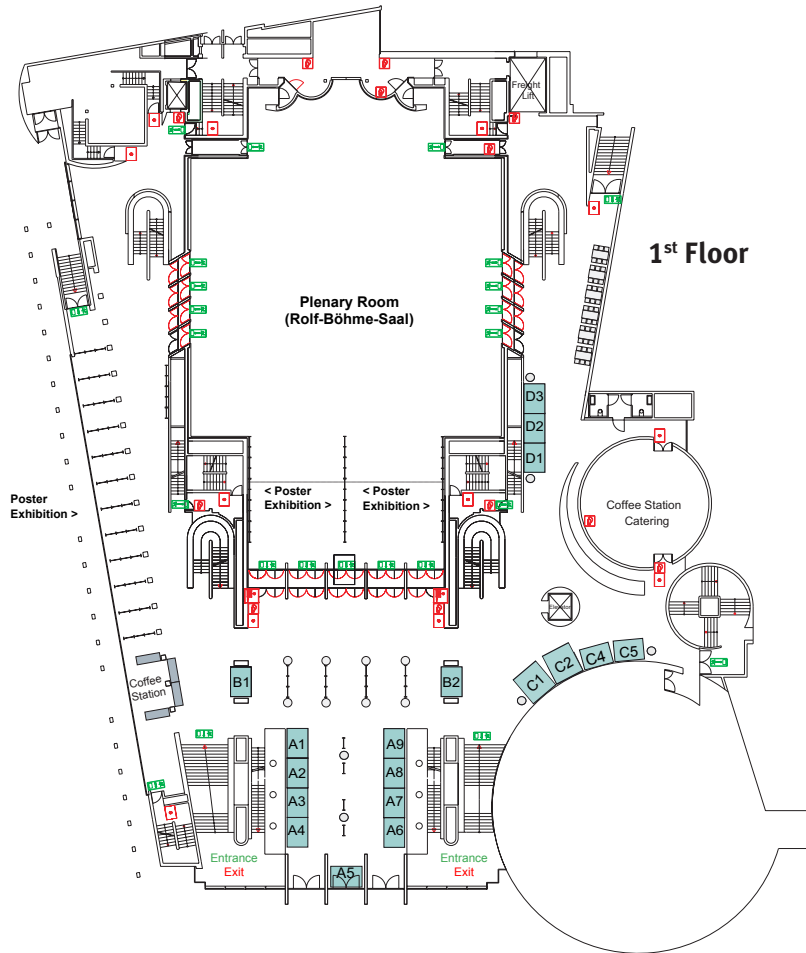 Freight
Lift
1st Floor
Plenary Room
(Rolf-Böhme-Saal)
D3
D2
D1
Poster
Exhibition >
< Poster
Exhibition >
< Poster
Exhibition >
Coffee Station
Catering
Elevator
Coffee
Station
B1
B2
C1
C2
C4
C5
A1
A2
A3
A4
A9
A8
A7
A6
A5
Entrance
Exit
Entrance
Exit